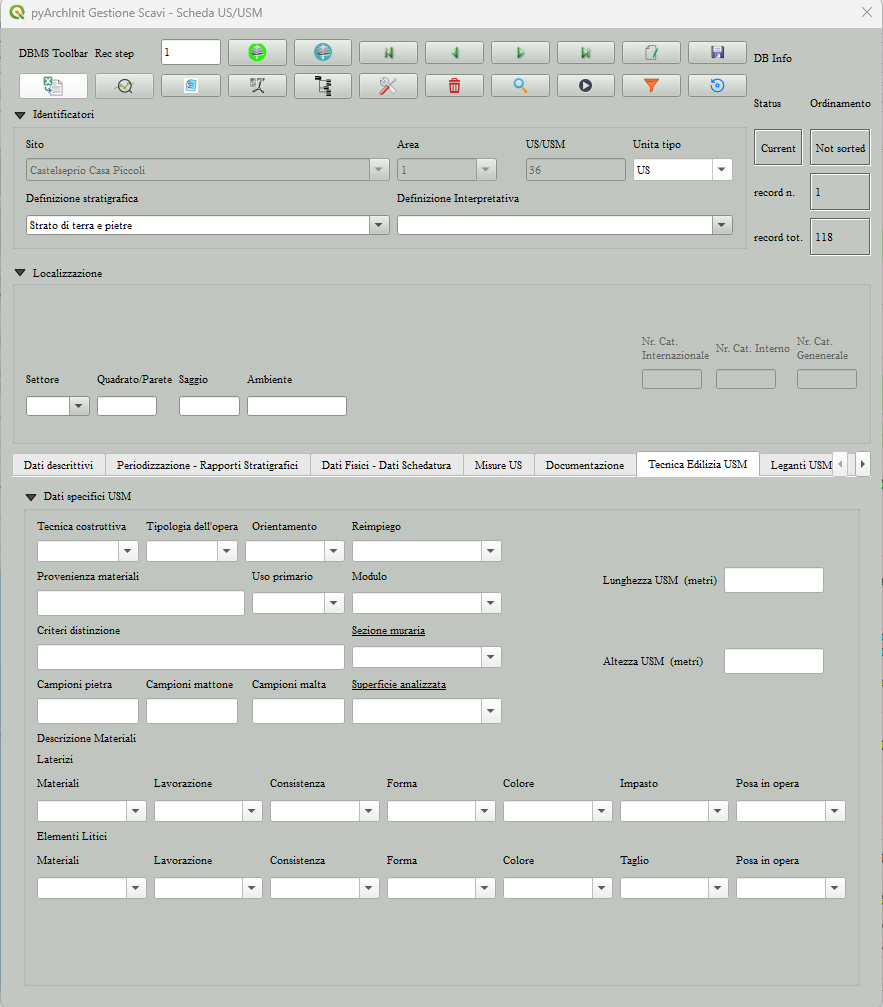 pyArchInit Gestione Scavi - Scheda US/USM
DBMS Toolbar Rec step 1
DB Info
Status Ordinamento
Current Not sorted
record n. 1
record tot. 118
Identificatori
Sito Area US/USM Unita tipo
Castelseprio Casa Piccoli 1 36 US
Definizione stratigrafica Definizione Interpretativa
Strato di terra e pietre
Localizzazione
Nr. Cat. Internazionale Nr. Cat. Interno Nr. Cat. Genenerale
Settore Quadrato/Parete Saggio Ambiente
Dati descrittivi Periodizzazione - Rapporti Stratigrafici Dati Fisici - Dati Schedatura Misure US Documentazione Tecnica Edilizia USM Leganti USM
Dati specifici USM
Tecnica costruttiva Tipologia dell'opera Orientamento Reimpiego
Provenienza materiali Uso primario Modulo
Lunghezza USM (metri)
Criteri distinzione Sezione muraria
Altezza USM (metri)
Campioni pietra Campioni mattone Campioni malta Superficie analizzata
Descrizione Materiali
Laterizi
Materiali Lavorazione Consistenza Forma Colore Impasto Posa in opera
Elementi Litici
Materiali Lavorazione Consistenza Forma Colore Taglio Posa in opera